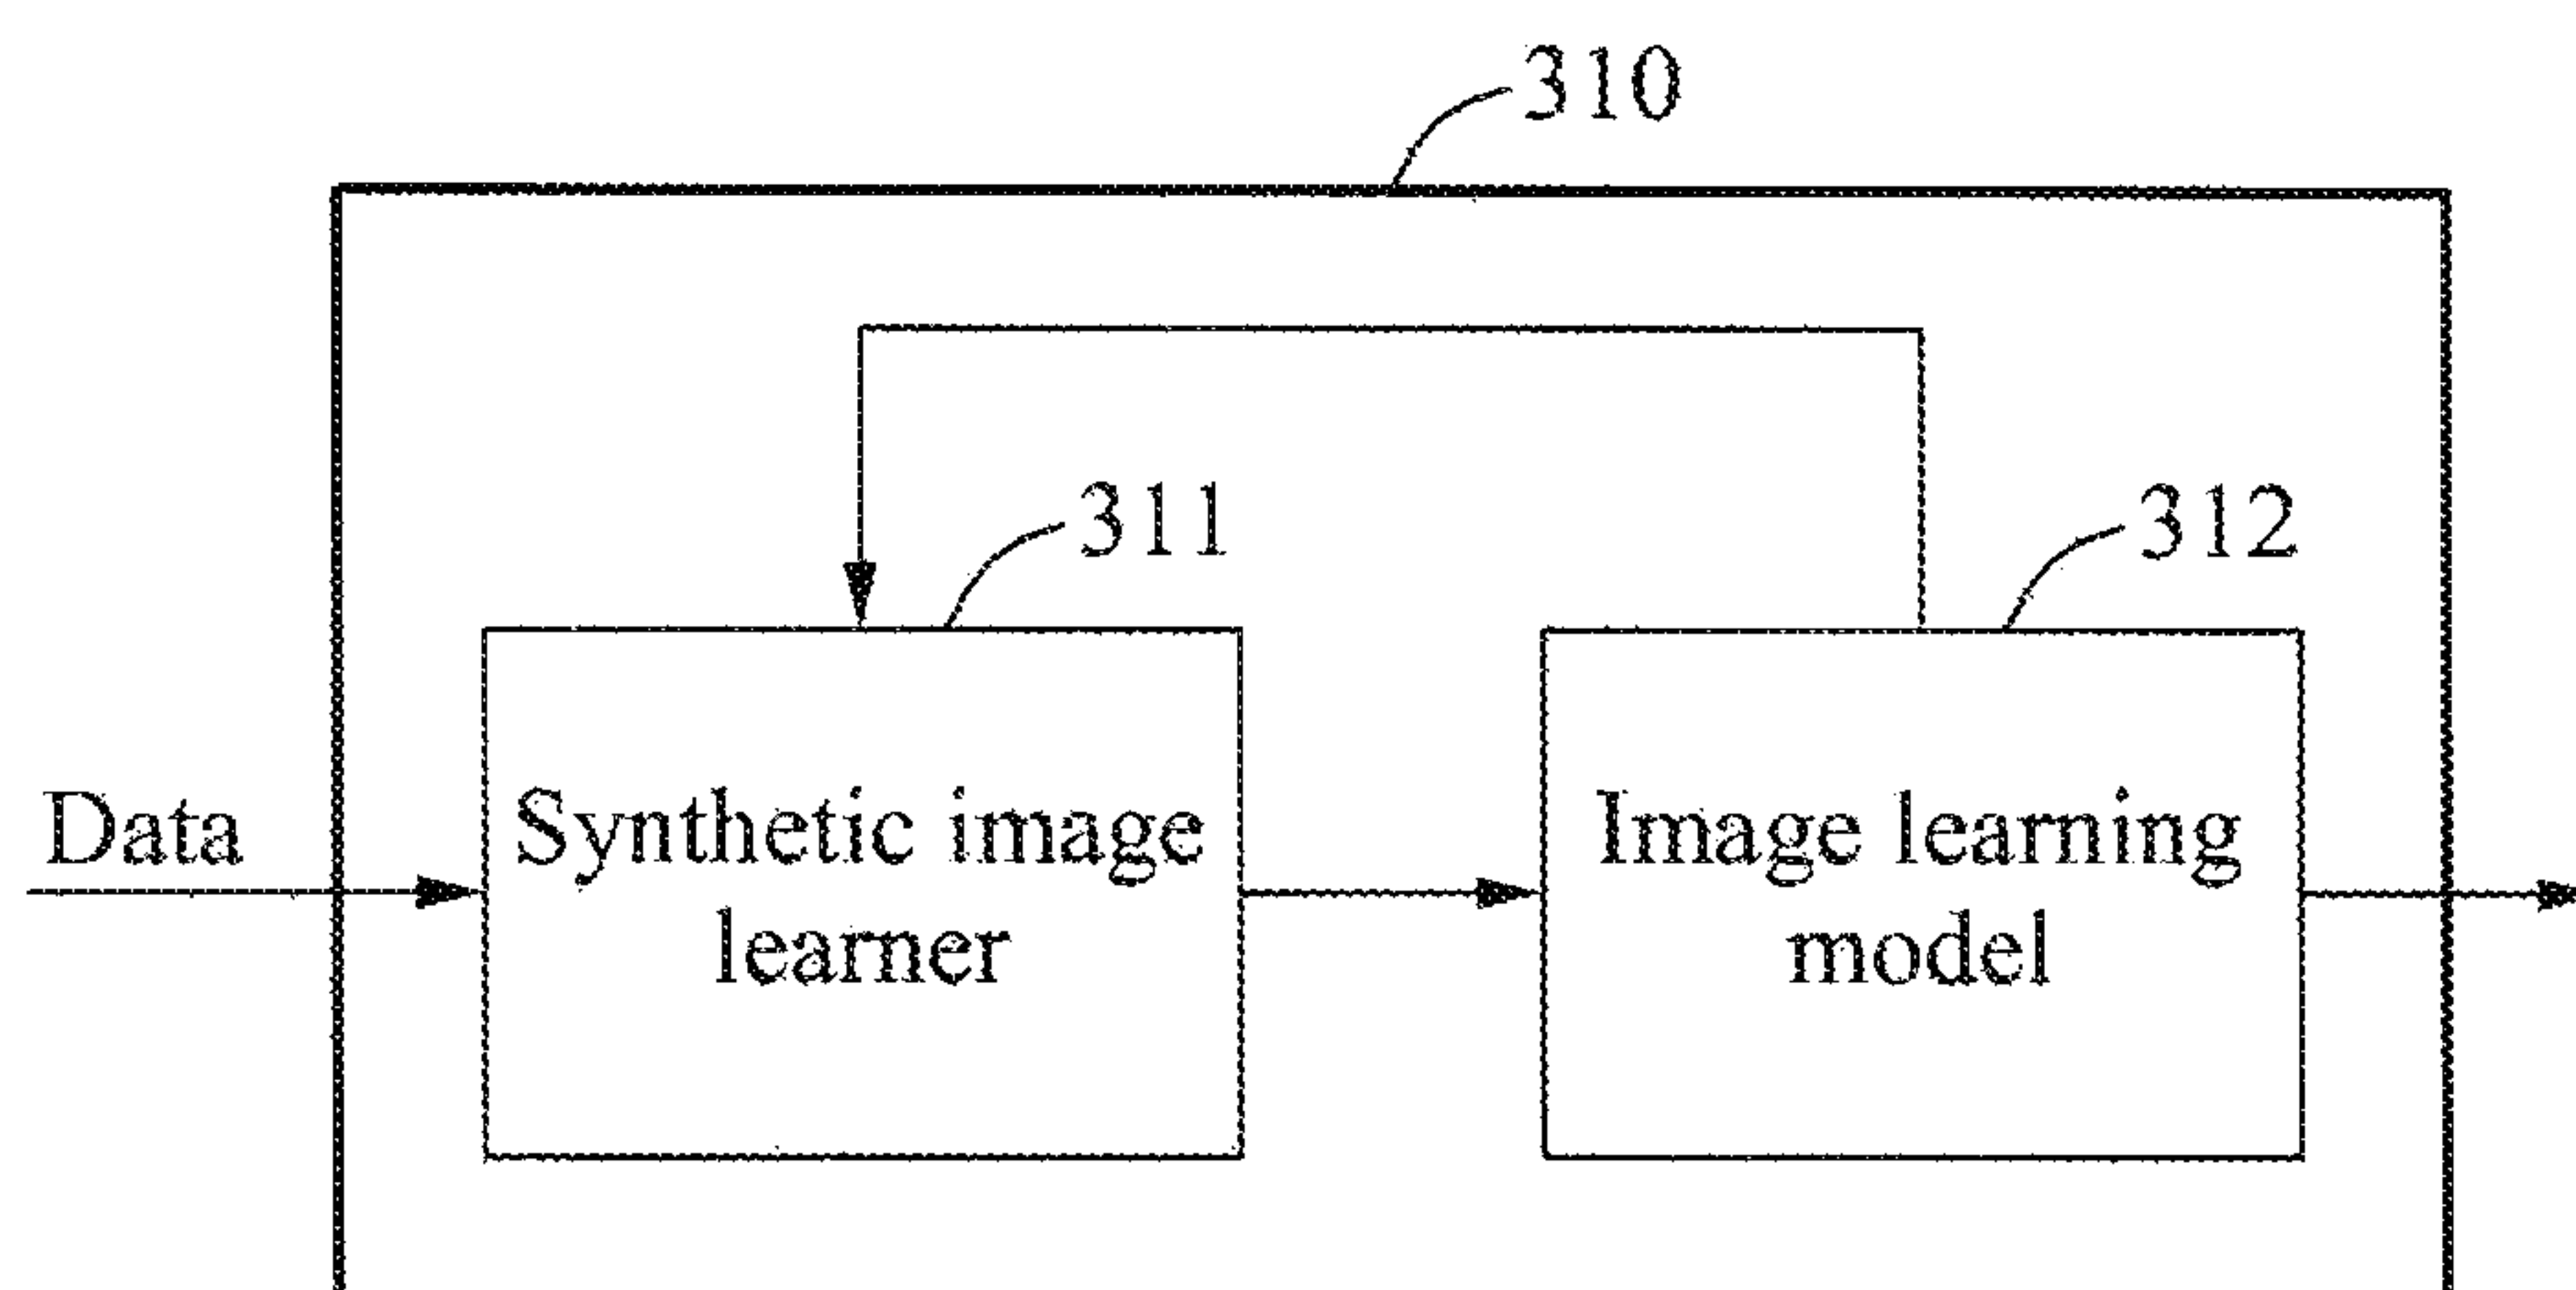 310
311
312
Data
Synthetic image
learner
Image learning
model